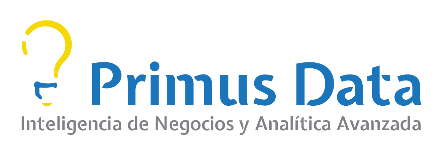 Primus Data
Inteligencia de Negocios y Analítica Avanzada